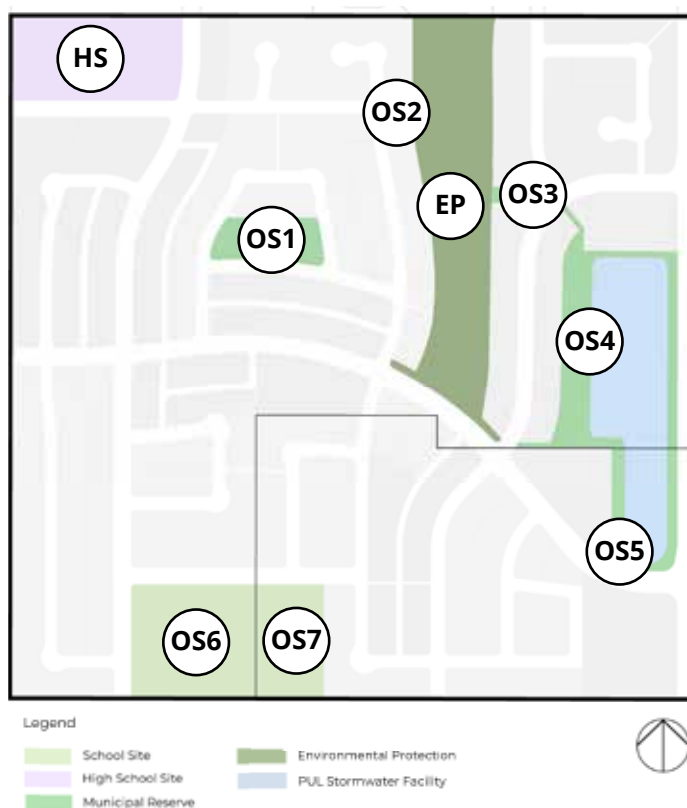 HS
OS2
OS3
EP
OS1
OS4
OS5
OS6
OS7
Legend
School Site
High School Site
Municipal Reserve
Environmental Protection
PUL Stormwater Facility